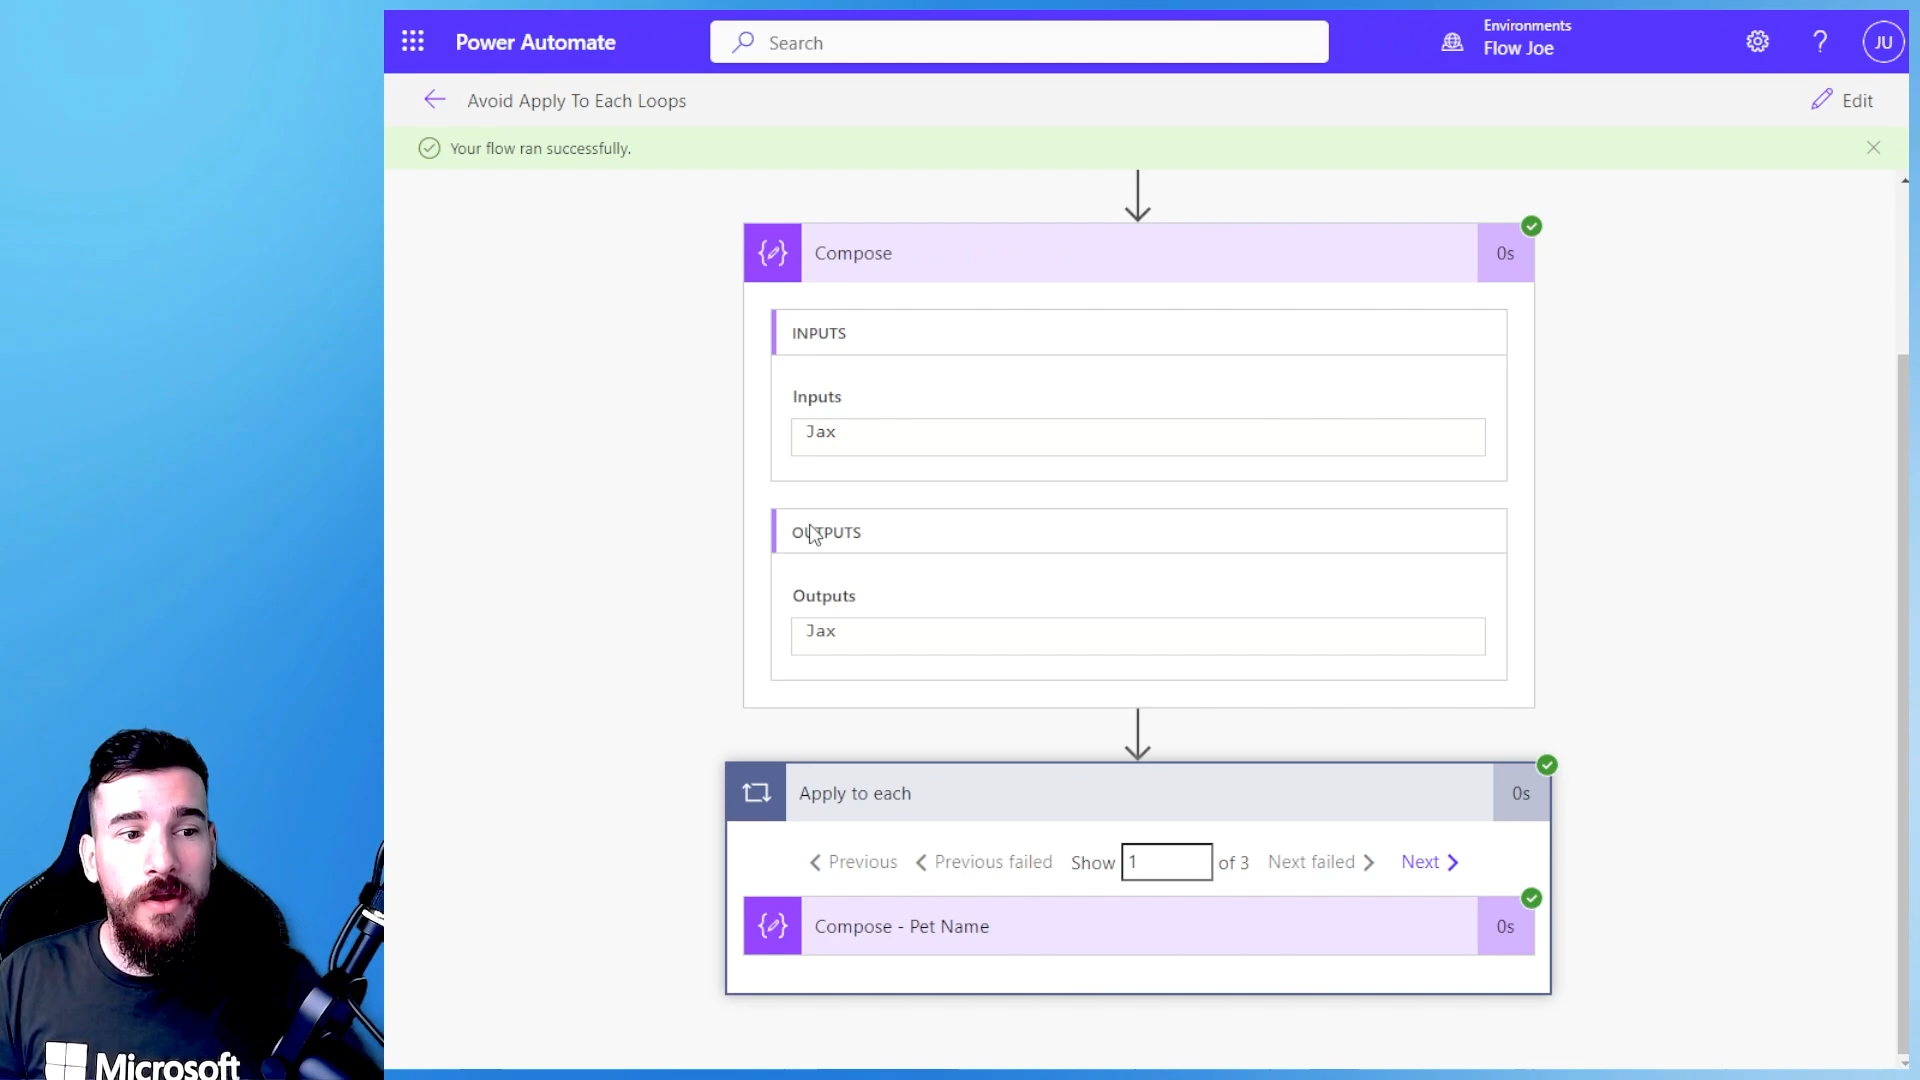 Power Automate
Search
Environments
Flow Joe
?
JU
Avoid Apply To Each Loops
Edit
Your flow ran successfully.
Compose
0s
INPUTS
Inputs
Jax
OUTPUTS
Outputs
Jax
Apply to each
0s
Previous
Previous failed
Show 1 of 3
Next failed
Next
Compose - Pet Name
0s
Microsoft